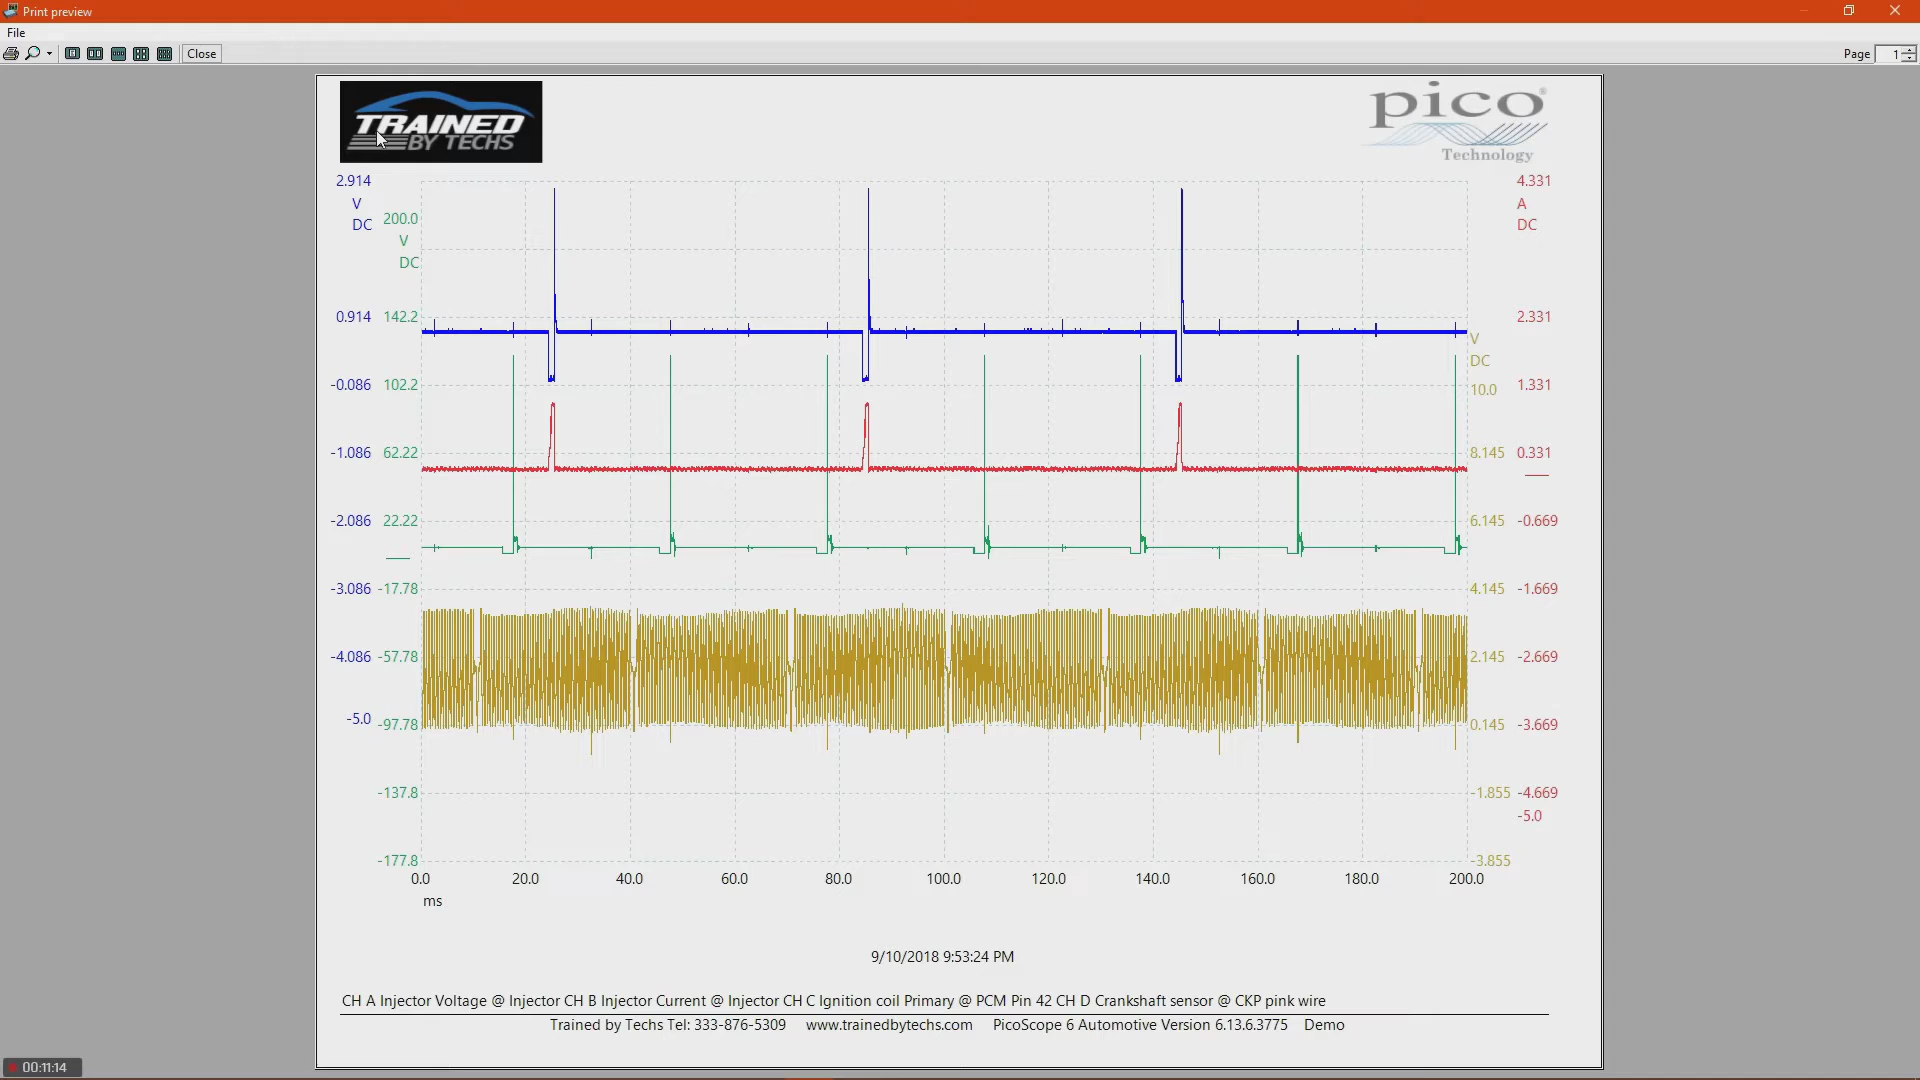 Print preview
File
Close
Page 1
TRAINED
BY TECHS
pico®
Technology
2.914 4.331
V A
DC 200.0 DC
V
DC
0.914 142.2 2.331
V
DC
-0.086 102.2 10.0 1.331
-1.086 62.22 8.145 0.331
-2.086 22.22 6.145 -0.669
-3.086 -17.78 4.145 -1.669
-4.086 -57.78 2.145 -2.669
-5.0 -97.78 0.145 -3.669
-137.8 -1.855 -4.669
-5.0
-177.8 -3.855
0.0 20.0 40.0 60.0 80.0 100.0 120.0 140.0 160.0 180.0 200.0
ms
9/10/2018 9:53:24 PM
CH A Injector Voltage @ Injector CH B Injector Current @ Injector CH C Ignition coil Primary @ PCM Pin 42 CH D Crankshaft sensor @ CKP pink wire
Trained by Techs Tel: 333-876-5309 www.trainedbytechs.com PicoScope 6 Automotive Version 6.13.6.3775 Demo
00:11:14